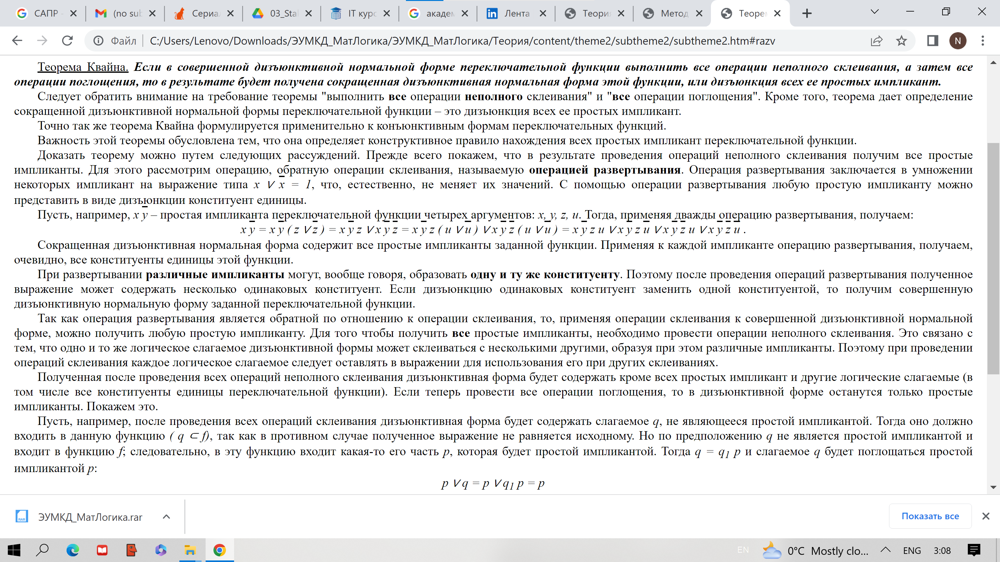 САПР -
(no sub
Сериа
03_Stal
IT курс
академ
Лента
Теория
Метод
Теорем
Файл
C:/Users/Lenovo/Downloads/ЭУМКД_МатЛогика/ЭУМКД_МатЛогика/Теория/content/theme2/subtheme2/subtheme2.htm#razv
N
Теорема Квайна. Если в совершенной дизъюнктивной нормальной форме переключательной функции выполнить все операции неполного склеивания, а затем все
операции поглощения, то в результате будет получена сокращенная дизъюнктивная нормальная форма этой функции, или дизъюнкция всех ее простых импликант.
Следует обратить внимание на требование теоремы "выполнить все операции неполного склеивания" и "все операции поглощения". Кроме того, теорема дает определение
сокращенной дизъюнктивной нормальной формы переключательной функции – это дизъюнкция всех ее простых импликант.
Точно так же теорема Квайна формулируется применительно к конъюнктивным формам переключательных функций.
Важность этой теоремы обусловлена тем, что она определяет конструктивное правило нахождения всех простых импликант переключательной функции.
Доказать теорему можно путем следующих рассуждений. Прежде всего покажем, что в результате проведения операций неполного склеивания получим все простые
импликанты. Для этого рассмотрим операцию, обратную операции склеивания, называемую операцией развертывания. Операция развертывания заключается в умножении
некоторых импликант на выражение типа x ∨ x̅ = 1, что, естественно, не меняет их значений. С помощью операции развертывания любую простую импликанту можно
представить в виде дизъюнкции конституент единицы.
Пусть, например, x y̅ – простая импликанта переключательной функции четырех аргументов: x, y, z, u. Тогда, применяя дважды операцию развертывания, получаем:
x y̅ = x y̅ ( z ∨ z̅ ) = x y̅ z ∨ x y̅ z̅ = x y̅ z ( u ∨ u̅ ) ∨ x y̅ z̅ ( u ∨ u̅ ) = x y̅ z u ∨ x y̅ z u̅ ∨ x y̅ z̅ u ∨ x y̅ z̅ u̅ .
Сокращенная дизъюнктивная нормальная форма содержит все простые импликанты заданной функции. Применяя к каждой импликанте операцию развертывания, получаем,
очевидно, все конституенты единицы этой функции.
При развертывании различные импликанты могут, вообще говоря, образовать одну и ту же конституенту. Поэтому после проведения операций развертывания полученное
выражение может содержать несколько одинаковых конституент. Если дизъюнкцию одинаковых конституент заменить одной конституентой, то получим совершенную
дизъюнктивную нормальную форму заданной переключательной функции.
Так как операция развертывания является обратной по отношению к операции склеивания, то, применяя операции склеивания к совершенной дизъюнктивной нормальной
форме, можно получить любую простую импликанту. Для того чтобы получить все простые импликанты, необходимо провести операции неполного склеивания. Это связано с
тем, что одно и то же логическое слагаемое дизъюнктивной формы может склеиваться с несколькими другими, образуя при этом различные импликанты. Поэтому при проведении
операций склеивания каждое логическое слагаемое следует оставлять в выражении для использования его при других склеиваниях.
Полученная после проведения всех операций неполного склеивания дизъюнктивная форма будет содержать кроме всех простых импликант и другие логические слагаемые (в
том числе все конституенты единицы переключательной функции). Если теперь провести все операции поглощения, то в дизъюнктивной форме останутся только простые
импликанты. Покажем это.
Пусть, например, после проведения всех операций склеивания дизъюнктивная форма будет содержать слагаемое q, не являющееся простой импликантой. Тогда оно должно
входить в данную функцию ( q ⊂ f), так как в противном случае полученное выражение не равняется исходному. Но по предположению q не является простой импликантой и
входит в функцию f; следовательно, в эту функцию входит какая-то его часть p, которая будет простой импликантой. Тогда q = q₁ p и слагаемое q будет поглощаться простой
импликантой p:
p ∨ q = p ∨ q₁ p = p
RAR
ЭУМКД_МатЛогика.rar
Показать все
EN
0°C Mostly clo...
ENG
3:08